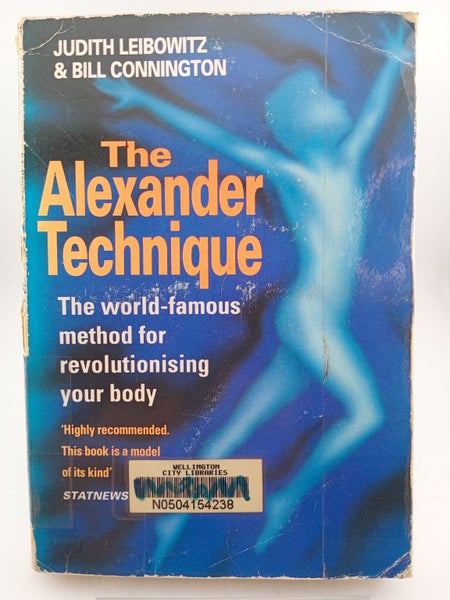 JUDITH LEIBOWITZ
& BILL CONNINGTON
The
Alexander
Technique
The world-famous
method for
revolutionising
your body
'Highly recommended.
This book is a model
of its kind'
STATNEWS
WELLINGTON
CITY LIBRARIES
N0504154238